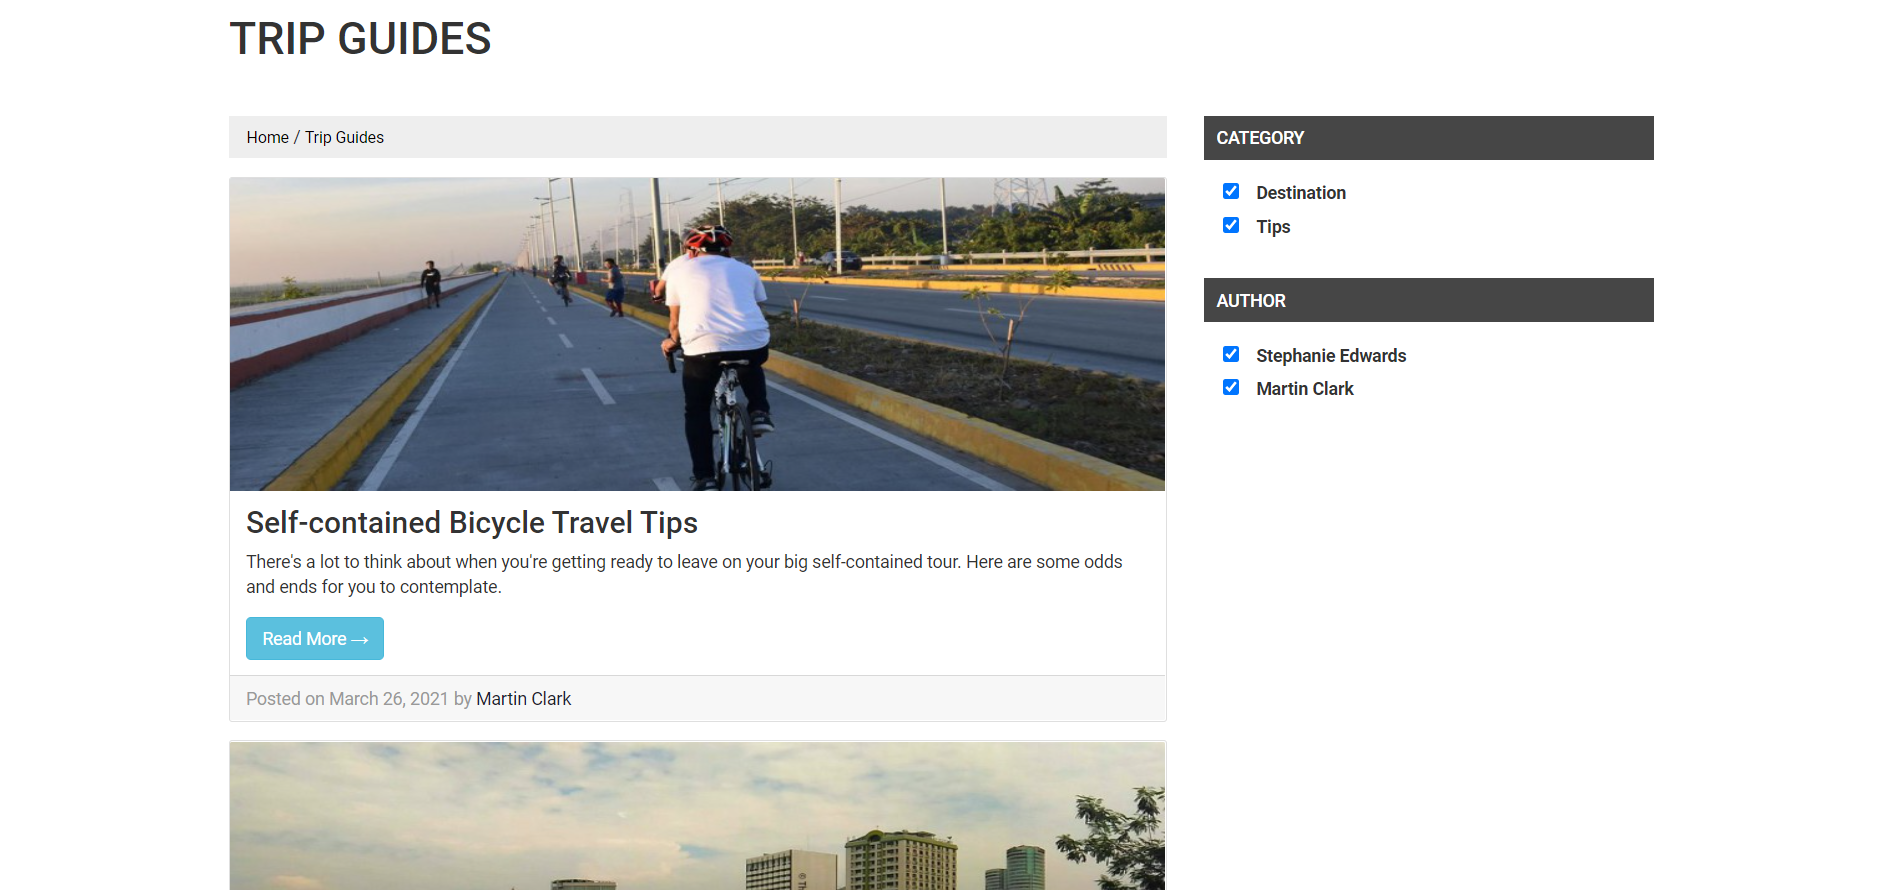 TRIP GUIDES
Home / Trip Guides
Self-contained Bicycle Travel Tips
There's a lot to think about when you're getting ready to leave on your big self-contained tour. Here are some odds
and ends for you to contemplate.
Read More →
Posted on March 26, 2021 by Martin Clark
CATEGORY
Destination
Tips
AUTHOR
Stephanie Edwards
Martin Clark